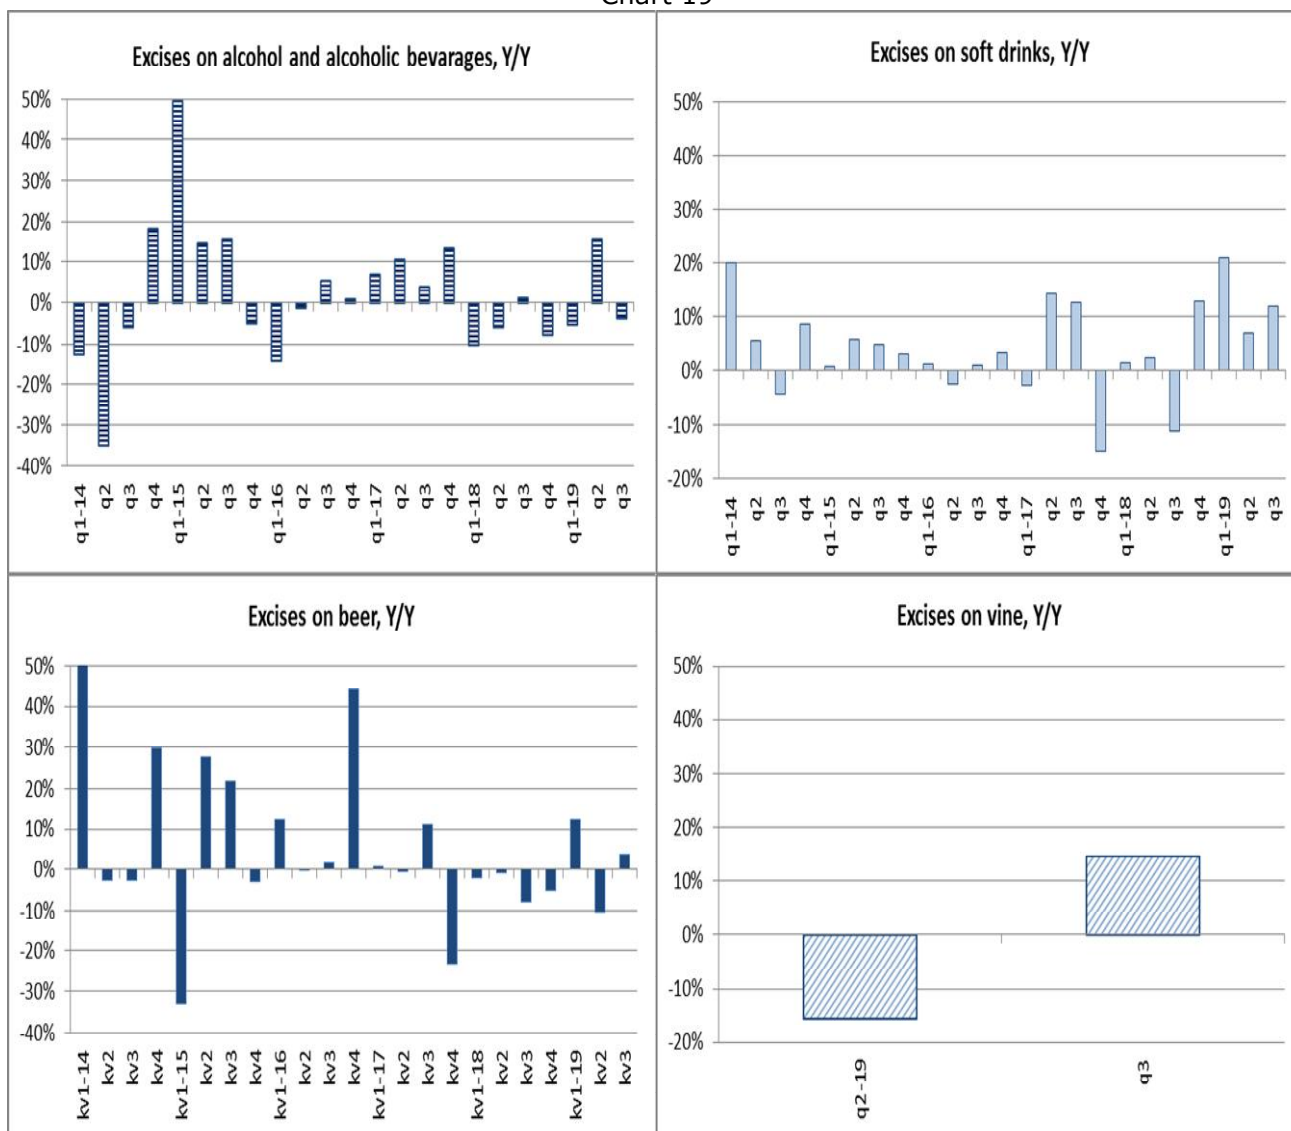 Chart 19
Excises on alcohol and alcoholic bevarages, Y/Y
50%
40%
30%
20%
10%
0%
-10%
-20%
-30%
-40%
q1-14
q2
q3
q4
q1-15
q2
q3
q4
q1-16
q2
q3
q4
q1-17
q2
q3
q4
q1-18
q2
q3
q4
q1-19
q2
q3
Excises on soft drinks, Y/Y
50%
40%
30%
20%
10%
0%
-10%
-20%
q1-14
q2
q3
q4
q1-15
q2
q3
q4
q1-16
q2
q3
q4
q1-17
q2
q3
q4
q1-18
q2
q3
q4
q1-19
q2
q3
Excises on beer, Y/Y
50%
40%
30%
20%
10%
0%
-10%
-20%
-30%
-40%
kv1-14
kv2
kv3
kv4
kv1-15
kv2
kv3
kv4
kv1-16
kv2
kv3
kv4
kv1-17
kv2
kv3
kv4
kv1-18
kv2
kv3
kv4
kv1-19
kv2
kv3
Excises on vine, Y/Y
50%
40%
30%
20%
10%
0%
-10%
-20%
q2-19
q3